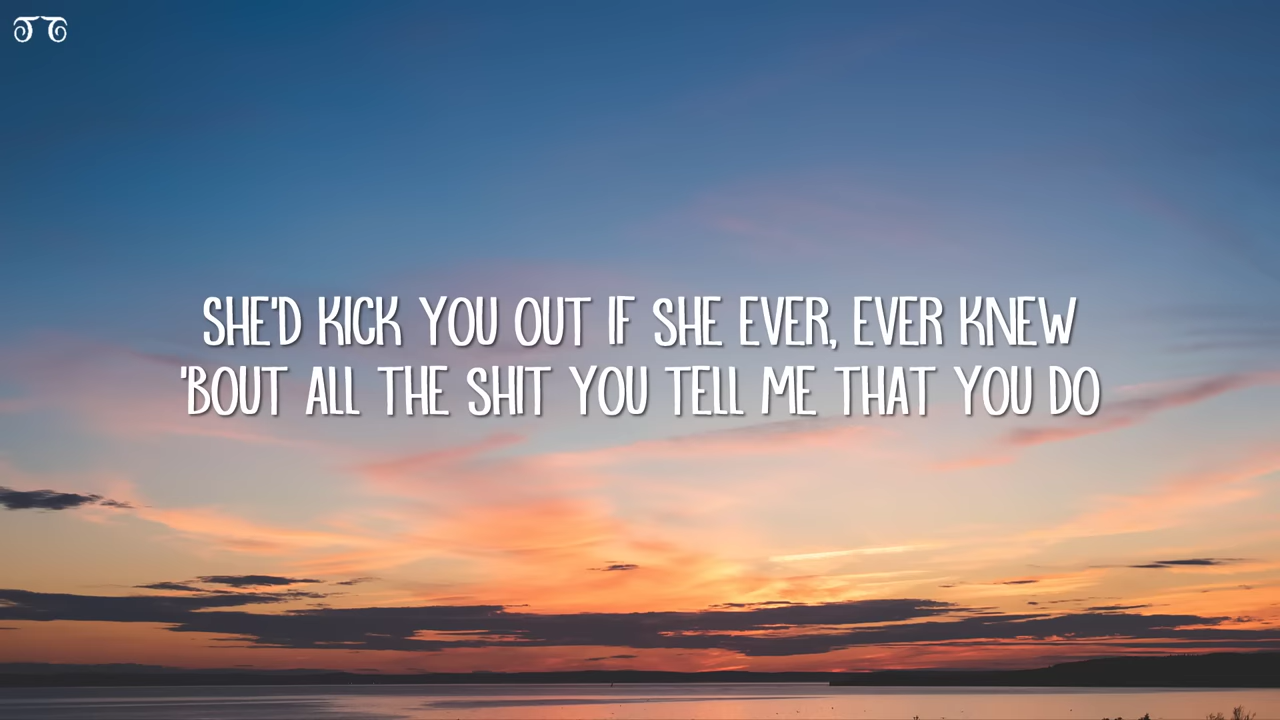 SHE'D KICK YOU OUT IF SHE EVER, EVER KNEW
'BOUT ALL THE SHIT YOU TELL ME THAT YOU DO